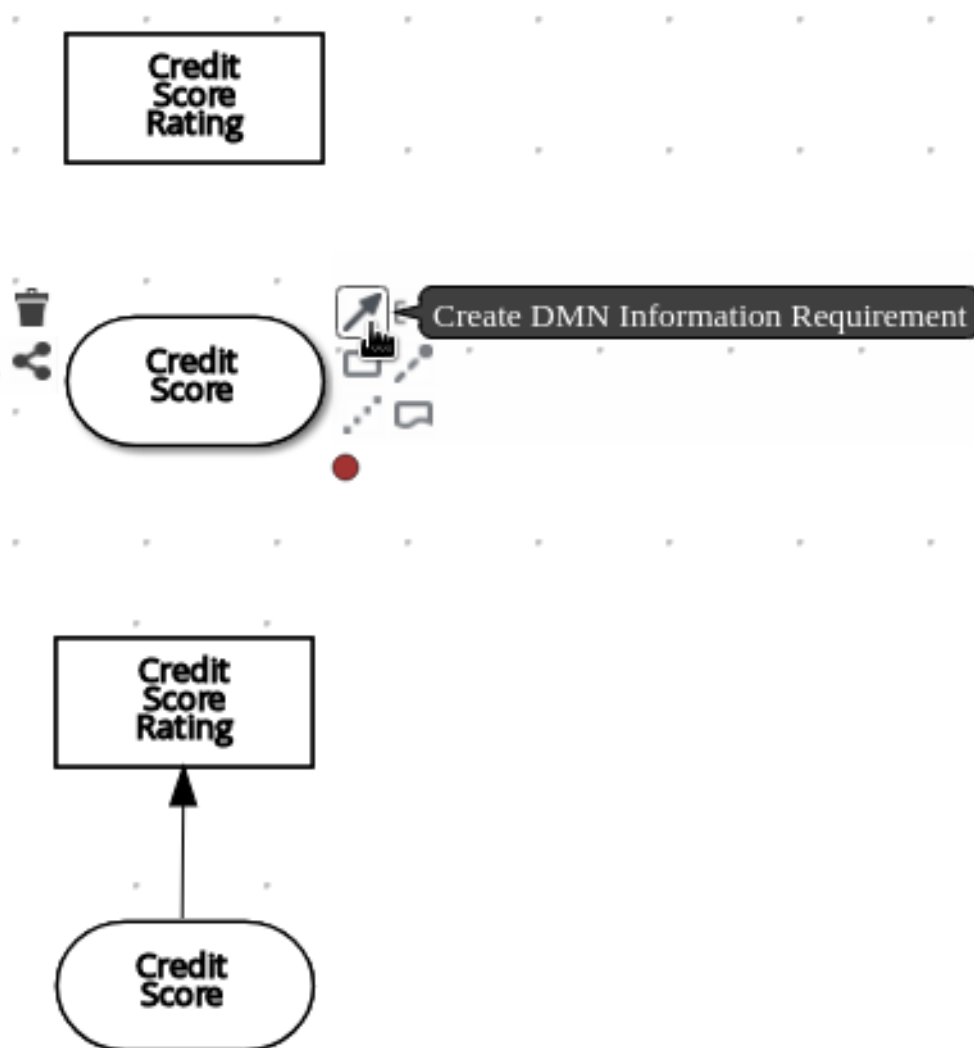 Credit
Score
Rating
Credit
Score
Create DMN Information Requirement
Credit
Score
Rating
Credit
Score